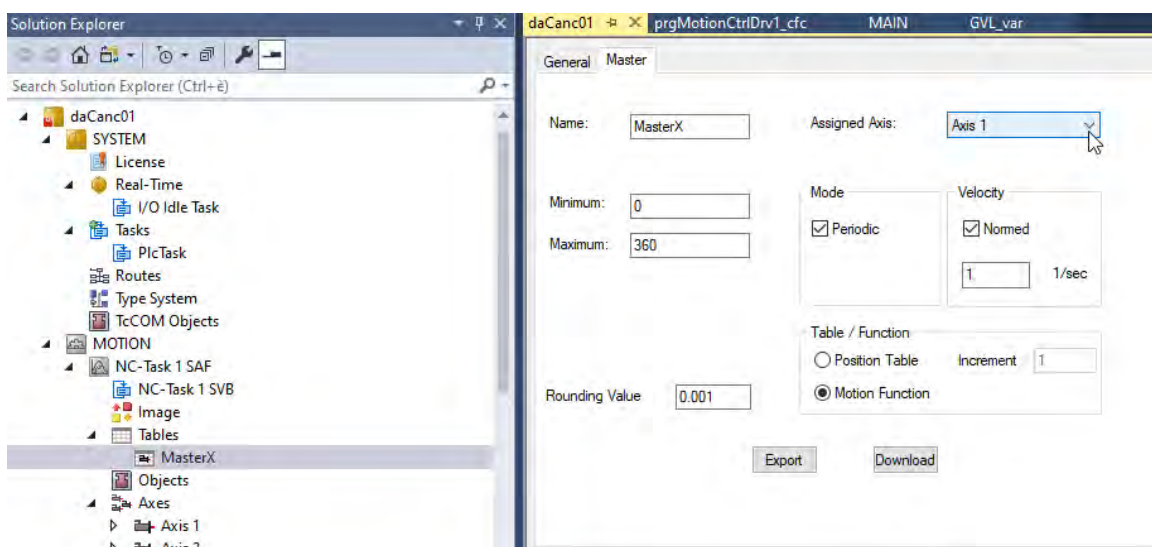 Solution Explorer
Search Solution Explorer (Ctrl+è)
daCanc01
SYSTEM
License
Real-Time
I/O Idle Task
Tasks
PlcTask
Routes
Type System
TcCOM Objects
MOTION
NC-Task 1 SAF
NC-Task 1 SVB
Image
Tables
MasterX
Objects
Axes
Axis 1
daCanc01 prgMotionCtrlDrv1_cfc MAIN GVL_var
General Master
Name: MasterX Assigned Axis: Axis 1
Mode Velocity
Minimum: 0
Periodic Normed
Maximum: 360
1 1/sec
Table / Function
Position Table Increment 1
Rounding Value 0.001 Motion Function
Export Download